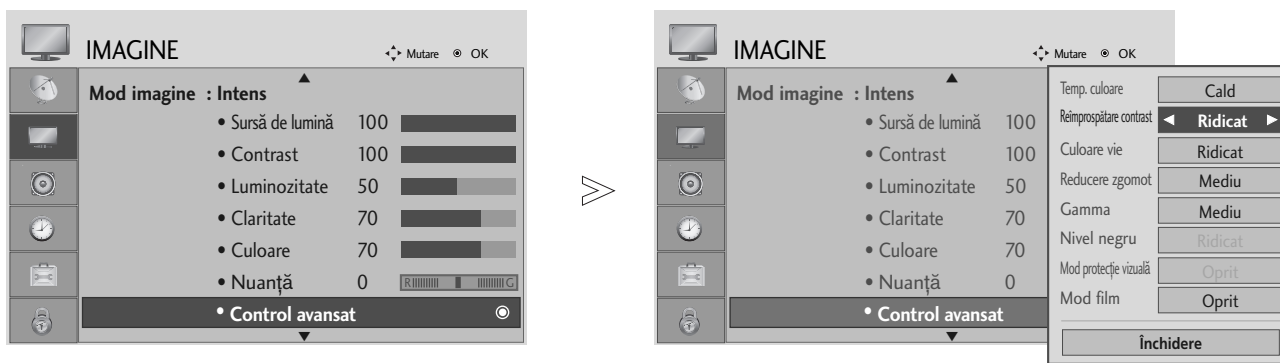 IMAGINE
Mutare OK
Mod imagine : Intens
• Sursă de lumină 100
• Contrast 100
• Luminozitate 50
• Claritate 70
• Culoare 70
• Nuanță 0 R G
• Control avansat
IMAGINE
Mutare OK
Mod imagine : Intens
• Sursă de lumină 100
• Contrast 100
• Luminozitate 50
• Claritate 70
• Culoare 70
• Nuanță 0
• Control avansat
Temp. culoare Cald
Reîmprospătare contrast Ridicat
Culoare vie Ridicat
Reducere zgomot Mediu
Gamma Mediu
Nivel negru Ridicat
Mod protecție vizuală Oprit
Mod film Oprit
Închidere